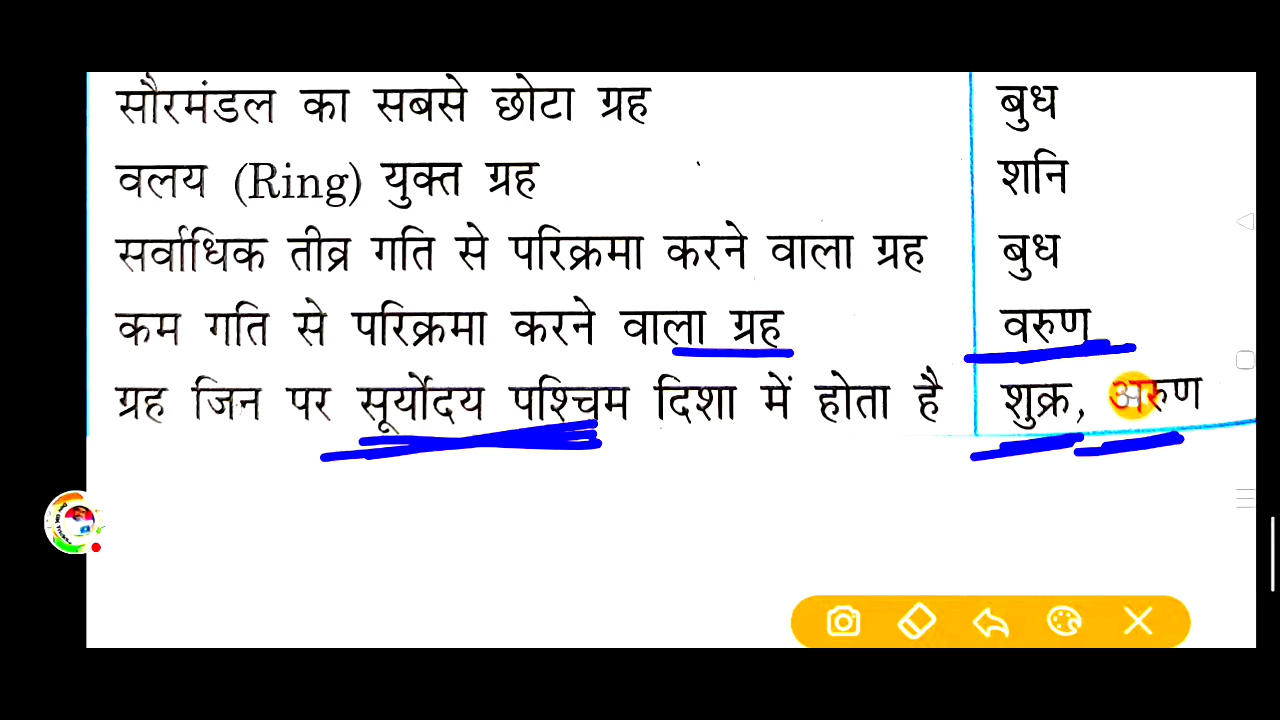 सौरमंडल का सबसे छोटा ग्रह बुध
वलय (Ring) युक्त ग्रह शनि
सर्वाधिक तीव्र गति से परिक्रमा करने वाला ग्रह बुध
कम गति से परिक्रमा करने वाला ग्रह वरुण
ग्रह जिन पर सूर्योदय पश्चिम दिशा में होता है शुक्र, अरुण